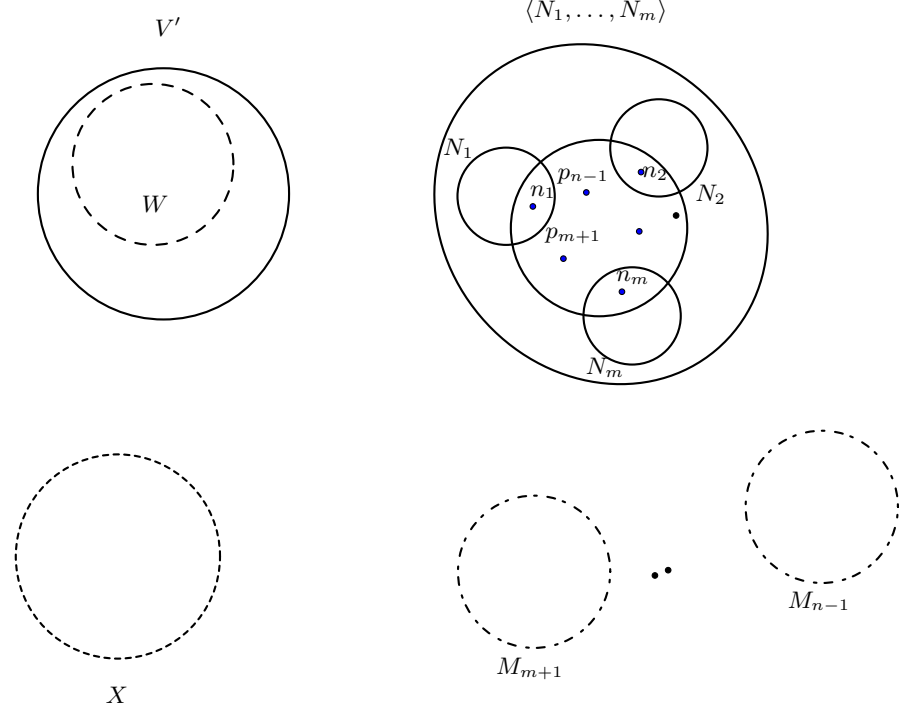 ⟨N₁, . . . , Nₘ⟩
V′
N₁
pₙ₋₁
n₂
n₁
N₂
W
pₘ₊₁
nₘ
Nₘ
Mₙ₋₁
Mₘ₊₁
X